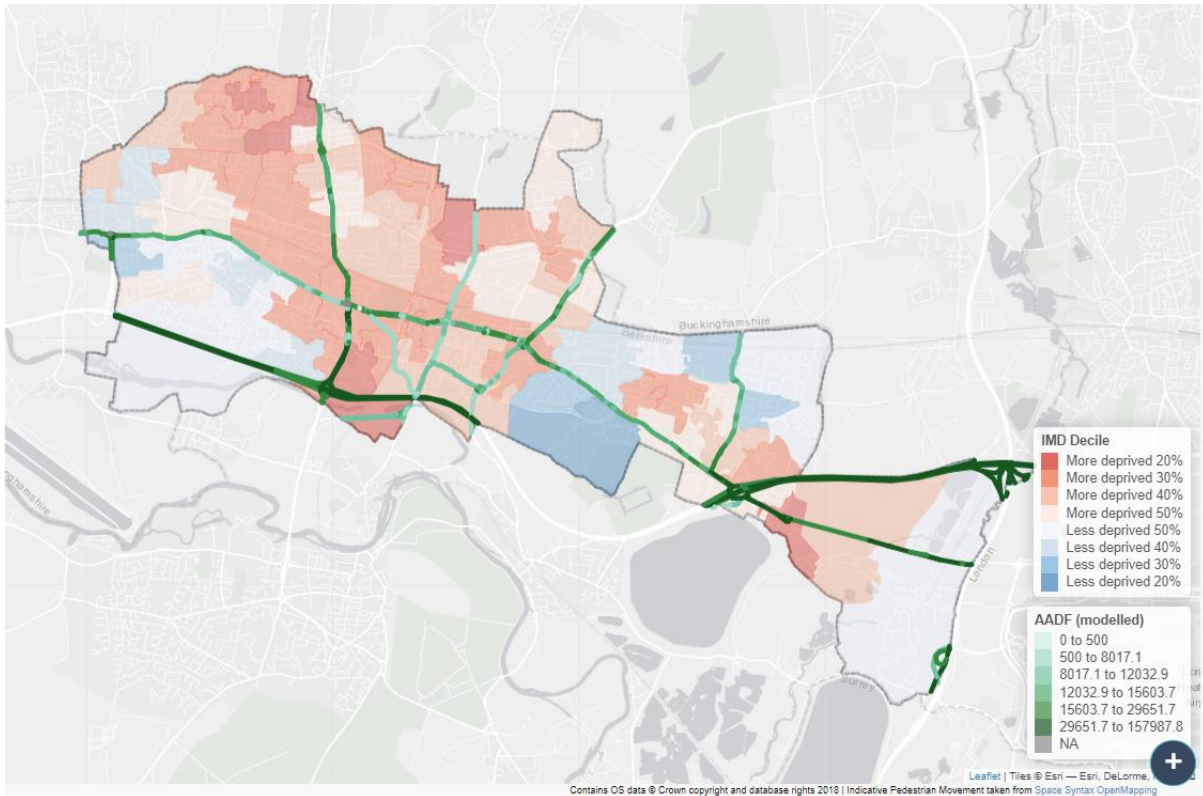 Buckinghamshire
Berkshire
London
Surrey
IMD Decile
More deprived 20%
More deprived 30%
More deprived 40%
More deprived 50%
Less deprived 50%
Less deprived 40%
Less deprived 30%
Less deprived 20%
AADF (modelled)
0 to 500
500 to 8017.1
8017.1 to 12032.9
12032.9 to 15603.7
15603.7 to 29651.7
29651.7 to 157987.8
NA
+
Leaflet | Tiles © Esri — Esri, DeLorme,
Contains OS data © Crown copyright and database rights 2018 | Indicative Pedestrian Movement taken from Space Syntax OpenMapping